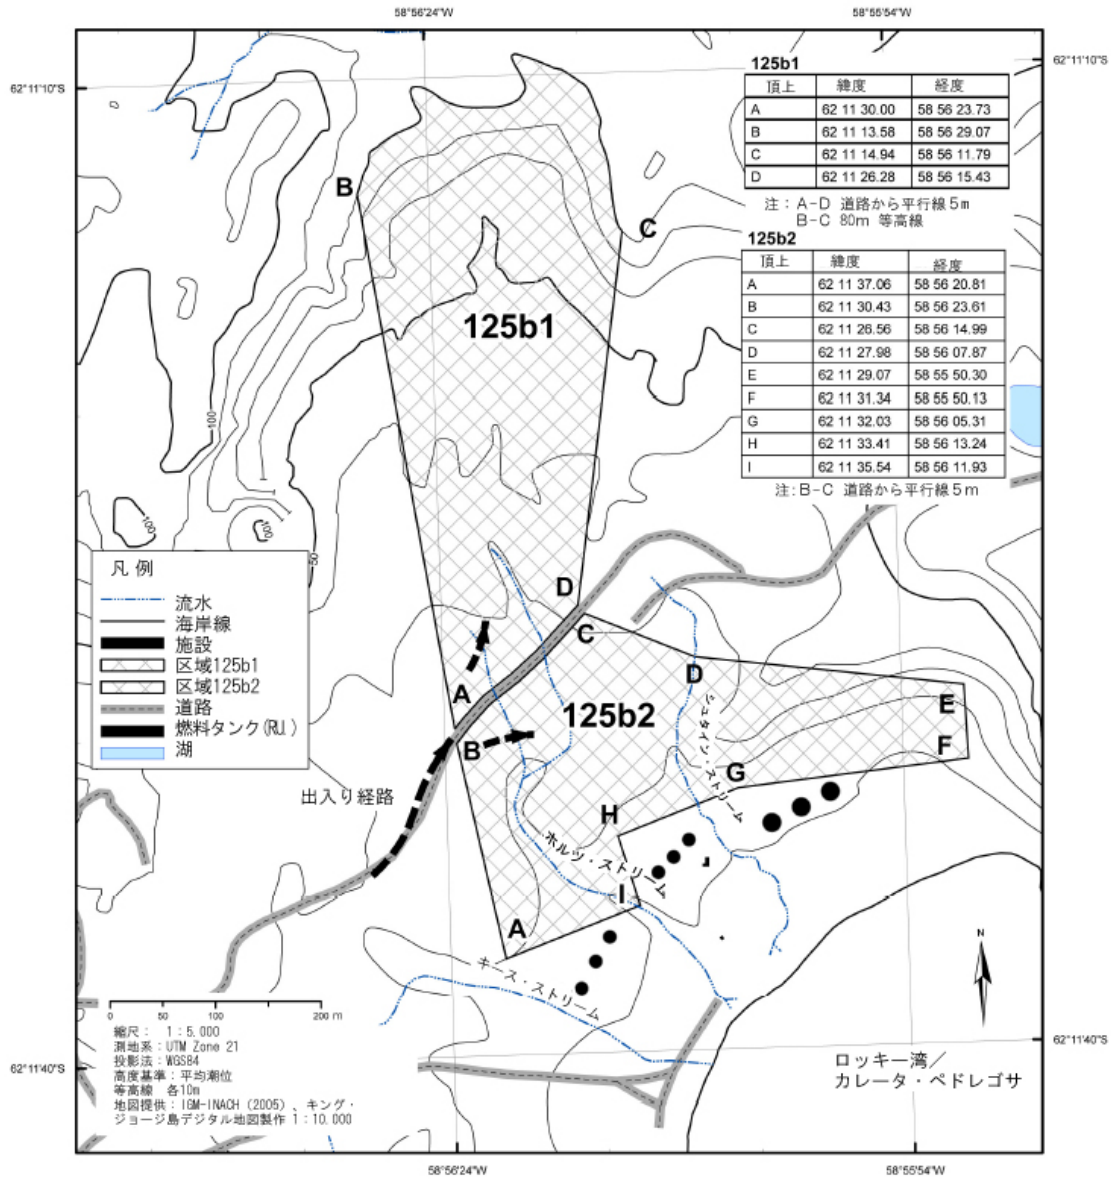 58°56'24"W
58°55'54"W
62°11'10"S
62°11'10"S
125b1
頂上 緯度 経度
A 62 11 30.00 58 56 23.73
B 62 11 13.58 58 56 29.07
C 62 11 14.94 58 56 11.79
D 62 11 26.28 58 56 15.43
注：A-D 道路から平行線5m
B-C 80m 等高線
125b2
頂上 緯度 経度
A 62 11 37.06 58 56 20.81
B 62 11 30.43 58 56 23.61
C 62 11 26.56 58 56 14.99
D 62 11 27.98 58 56 07.87
E 62 11 29.07 58 55 50.30
F 62 11 31.34 58 55 50.13
G 62 11 32.03 58 56 05.31
H 62 11 33.41 58 56 13.24
I 62 11 35.54 58 56 11.93
注：B-C 道路から平行線5m
B
C
125b1
100
100
100
50
D
C
A
B
125b2
D
E
F
G
H
I
A
凡例
流水
海岸線
施設
区域125b1
区域125b2
道路
燃料タンク(RU.)
湖
出入り経路
シュタイン・ストリーム
ホルツ・ストリーム
キース・ストリーム
N
0 50 100 200 m
縮尺： 1：5.000
測地系：UTM Zone 21
投影法：WGS84
高度基準：平均潮位
等高線 各10m
地図提供：IGM-INACH (2005) 、キング・
ジョージ島デジタル地図製作 1：10.000
ロッキー湾／
カレータ・ペドレゴサ
62°11'40"S
62°11'40"S
58°56'24"W
58°55'54"W